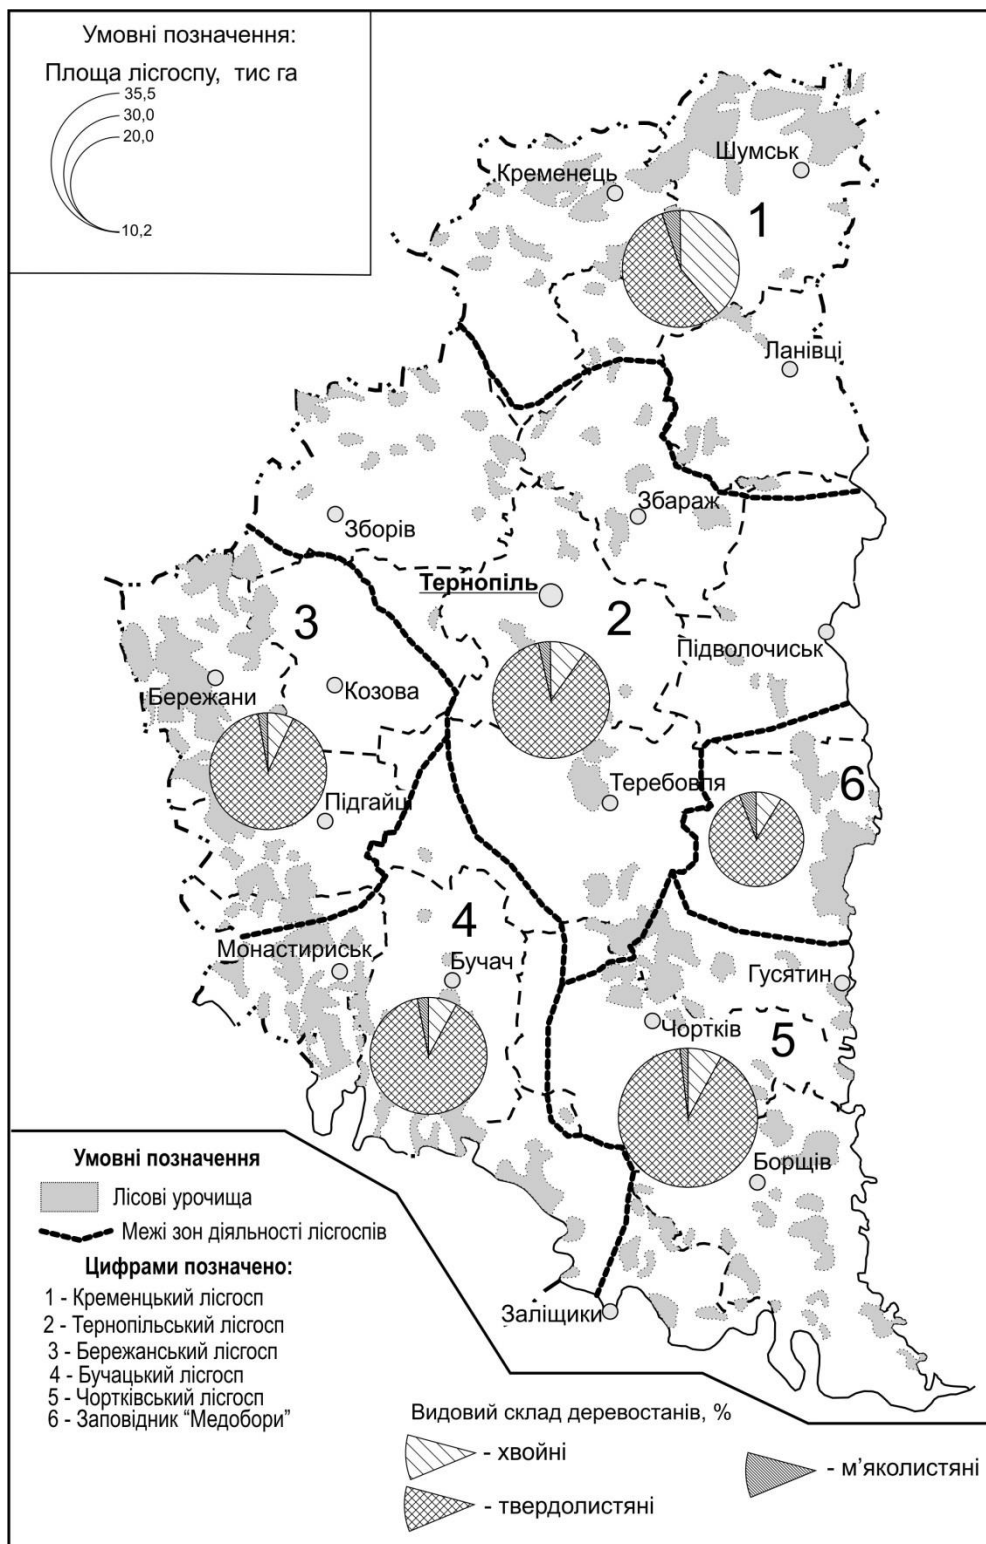 Умовні позначення:
Площа лісгоспу, тис га
35,5
30,0
20,0
10,2
Шумськ
Кременець
1
Ланівці
Збараж
Зборів
Тернопіль
3
2
Підволочиськ
Бережани
Козова
6
Теребовля
Підгайці
4
Монастириськ
Бучач
Гусятин
Чортків
5
Борщів
Заліщики
Умовні позначення
Лісові урочища
Межі зон діяльності лісгоспів
Цифрами позначено:
1 - Кременцький лісгосп
2 - Тернопільський лісгосп
3 - Бережанський лісгосп
4 - Бучацький лісгосп
5 - Чортківський лісгосп
6 - Заповідник “Медобори”
Видовий склад деревостанів, %
- хвойні
- м’яколистяні
- твердолистяні